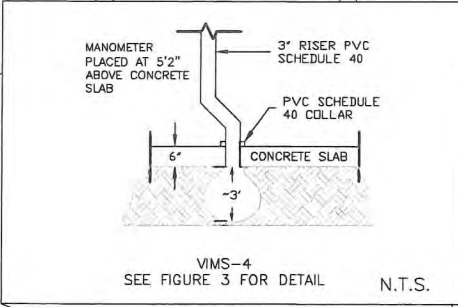 MANOMETER
PLACED AT 5'2"
ABOVE CONCRETE
SLAB
3" RISER PVC
SCHEDULE 40
PVC SCHEDULE
40 COLLAR
6"
CONCRETE SLAB
~3'
VIMS-4
SEE FIGURE 3 FOR DETAIL
N.T.S.